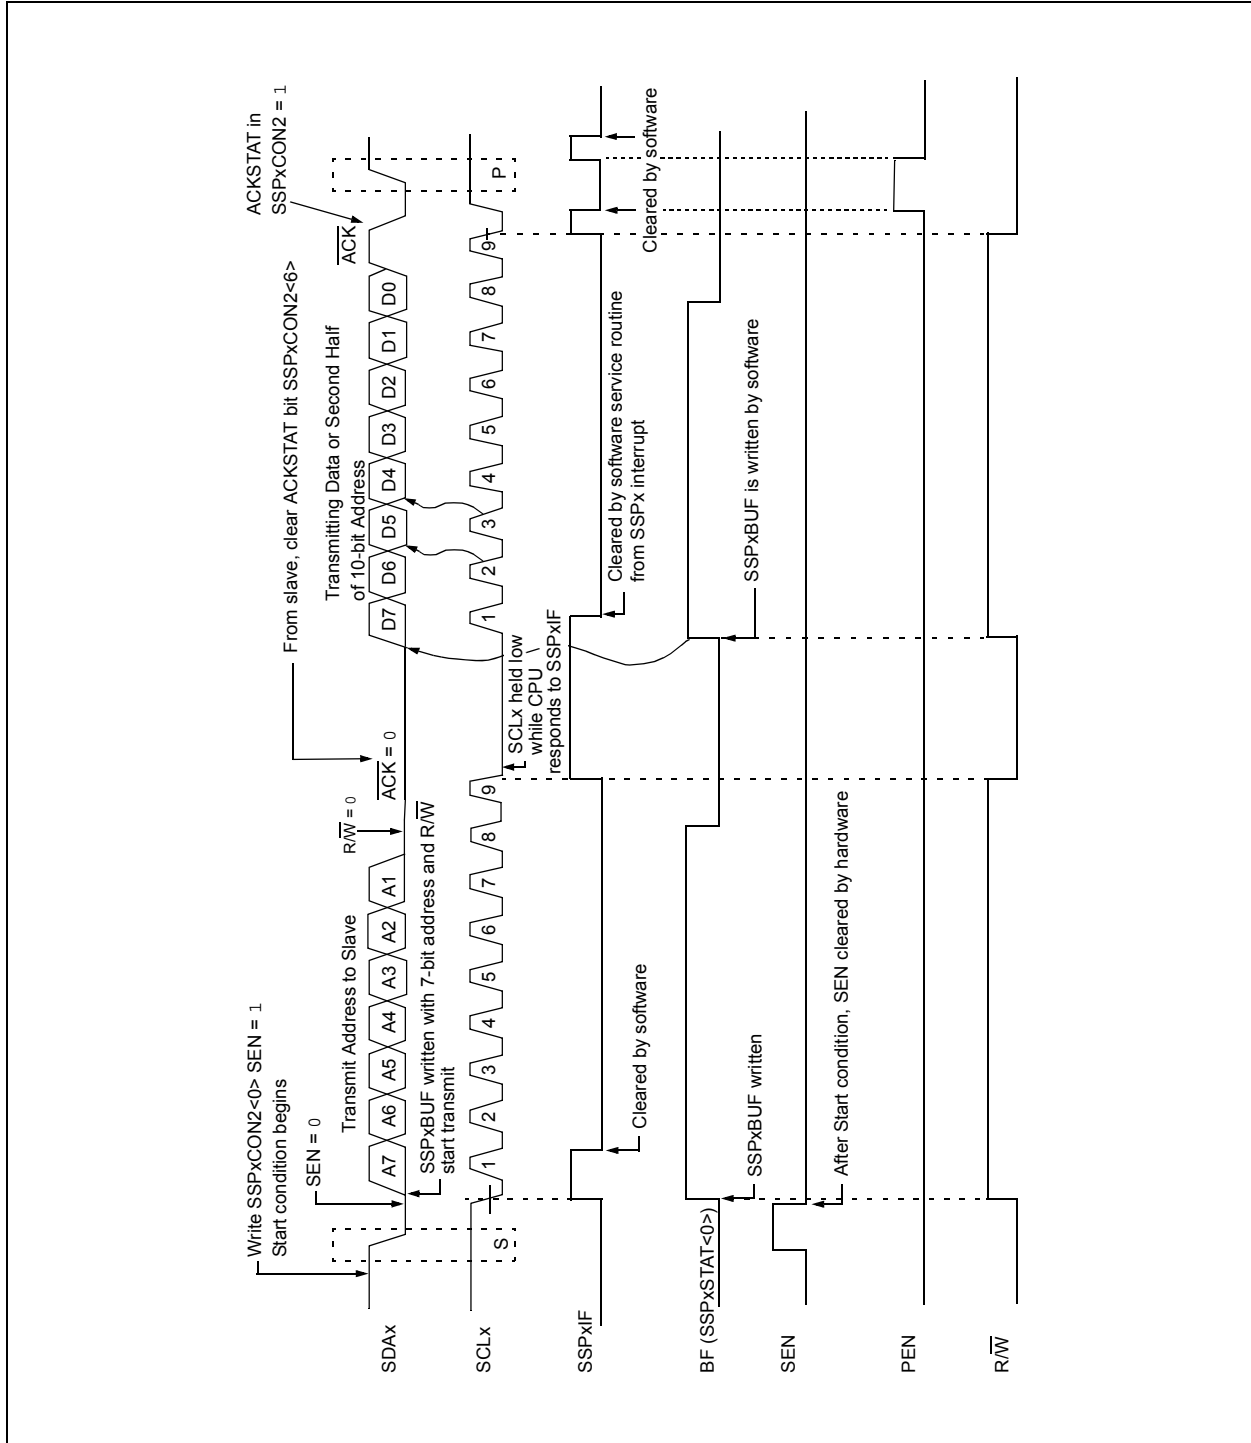 Write SSPxCON2<0> SEN = 1
Start condition begins
SEN = 0
Transmit Address to Slave
R/W = 0
From slave, clear ACKSTAT bit SSPxCON2<6>
ACK = 0
Transmitting Data or Second Half
of 10-bit Address
ACKSTAT in
SSPxCON2 = 1
ACK
SDAx
A7 A6 A5 A4 A3 A2 A1
D7 D6 D5 D4 D3 D2 D1 D0
SSPxBUF written with 7-bit address and R/W
start transmit
SCLx
S
1 2 3 4 5 6 7 8 9
1 2 3 4 5 6 7 8 9
P
SCLx held low
while CPU
responds to SSPxIF
SSPxIF
Cleared by software
Cleared by software service routine
from SSPx interrupt
Cleared by software
BF (SSPxSTAT<0>)
SSPxBUF written
SSPxBUF is written by software
SEN
After Start condition, SEN cleared by hardware
PEN
R/W